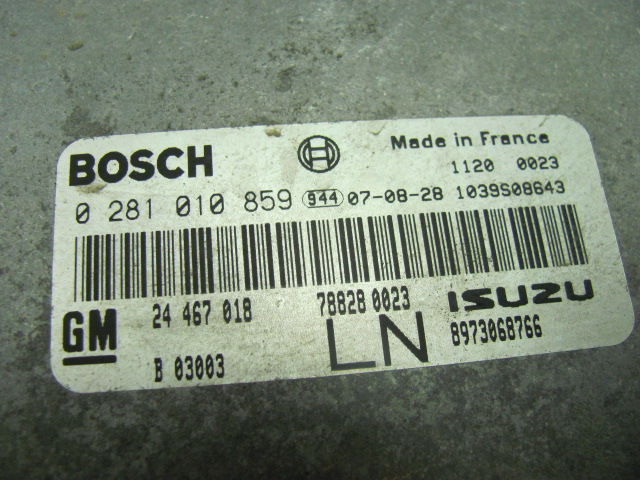 BOSCH
Made in France
1120 0023
0 281 010 859 944 07-08-28 1039S08643
24 467 018 78828 0023 ISUZU
GM
B 03003 LN 8973068766